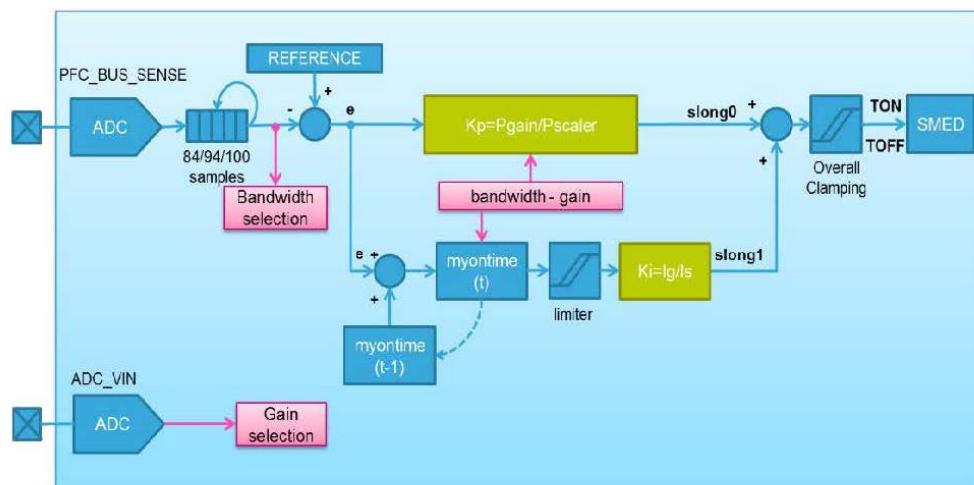 REFERENCE
PFC_BUS_SENSE
+
-
e
ADC
84/94/100
samples
Bandwidth
selection
Kp=Pgain/Pscaler
slong0
+
+
TON
TOFF
SMED
Overall
Clamping
bandwidth - gain
e
+
+
myontime
(t)
limiter
Ki=Ig/Is
slong1
myontime
(t-1)
ADC_VIN
ADC
Gain
selection